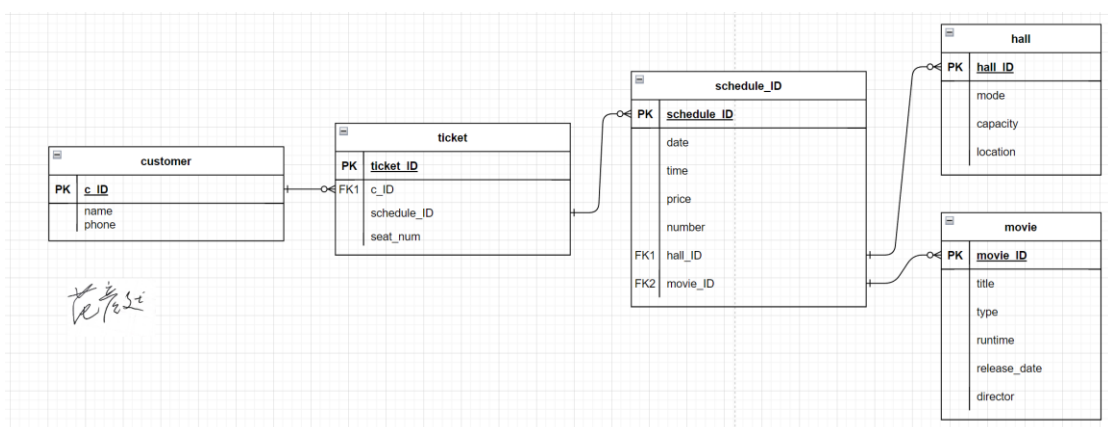 customer
PK c_ID
name
phone
ticket
PK ticket_ID
FK1 c_ID
schedule_ID
seat_num
schedule_ID
PK schedule_ID
date
time
price
number
FK1 hall_ID
FK2 movie_ID
hall
PK hall_ID
mode
capacity
location
movie
PK movie_ID
title
type
runtime
release_date
director